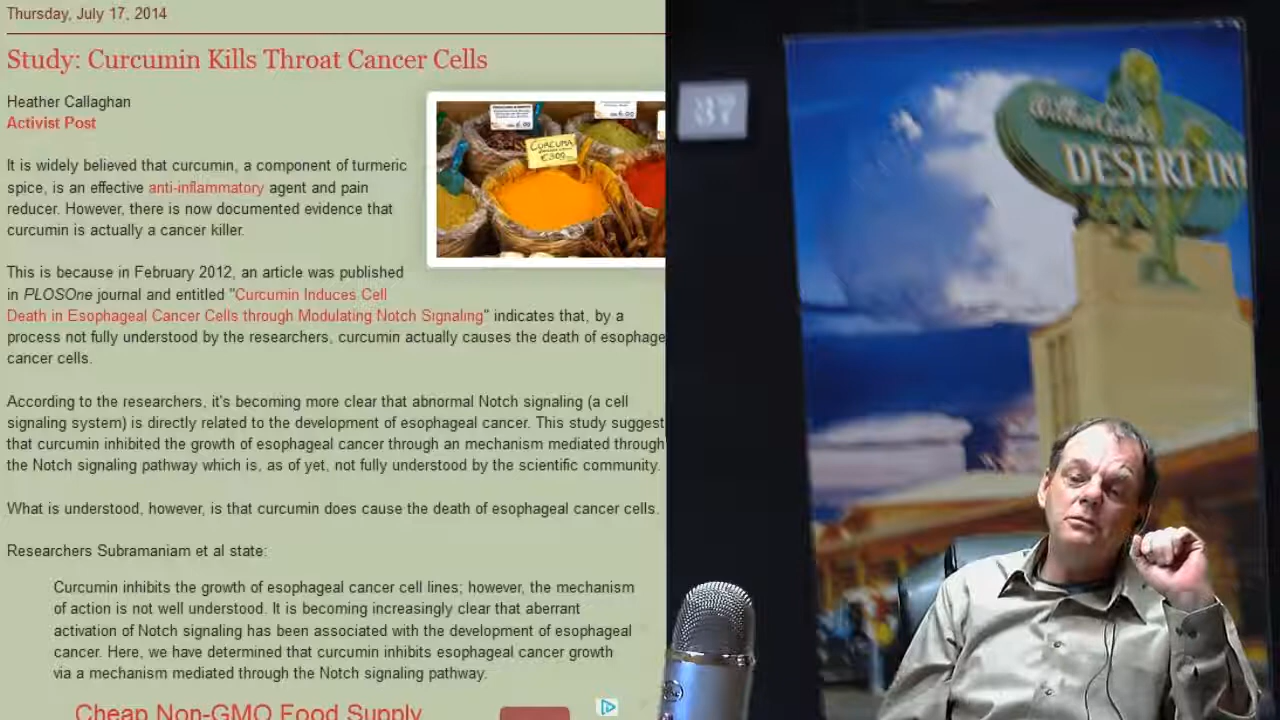 Thursday, July 17, 2014
Study: Curcumin Kills Throat Cancer Cells
Heather Callaghan
Activist Post
It is widely believed that curcumin, a component of turmeric
spice, is an effective anti-inflammatory agent and pain
reducer. However, there is now documented evidence that
curcumin is actually a cancer killer.
CURCUMA
This is because in February 2012, an article was published
in PLOSOne journal and entitled "Curcumin Induces Cell
Death in Esophageal Cancer Cells through Modulating Notch Signaling" indicates that, by a
process not fully understood by the researchers, curcumin actually causes the death of esophage
cancer cells.
According to the researchers, it's becoming more clear that abnormal Notch signaling (a cell
signaling system) is directly related to the development of esophageal cancer. This study suggest
that curcumin inhibited the growth of esophageal cancer through an mechanism mediated through
the Notch signaling pathway which is, as of yet, not fully understood by the scientific community.
What is understood, however, is that curcumin does cause the death of esophageal cancer cells.
Researchers Subramaniam et al state:
Curcumin inhibits the growth of esophageal cancer cell lines; however, the mechanism
of action is not well understood. It is becoming increasingly clear that aberrant
activation of Notch signaling has been associated with the development of esophageal
cancer. Here, we have determined that curcumin inhibits esophageal cancer growth
via a mechanism mediated through the Notch signaling pathway.
Cheap Non-GMO Food Supply
37
DESERT INN